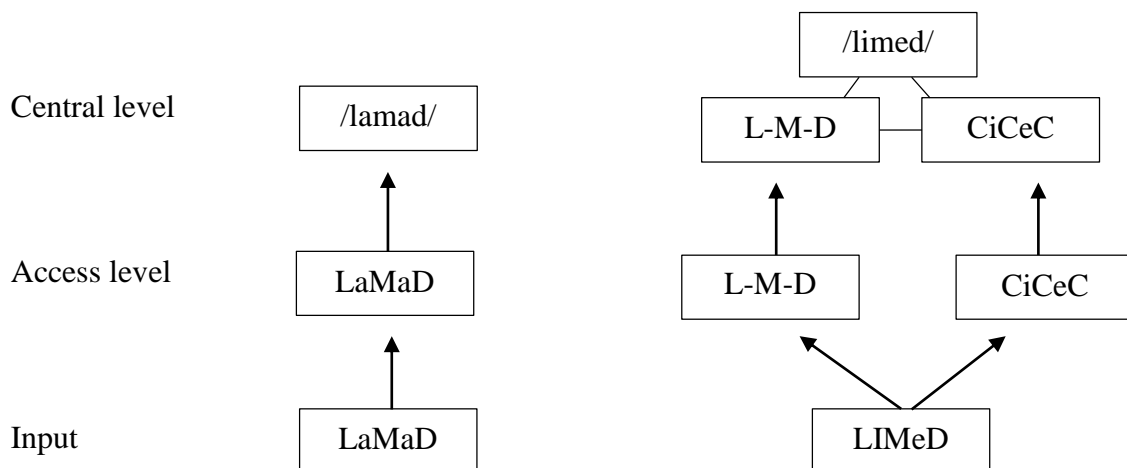 /limed/
Central level /lamad/ L-M-D CiCeC
Access level LaMaD L-M-D CiCeC
Input LaMaD LIMeD